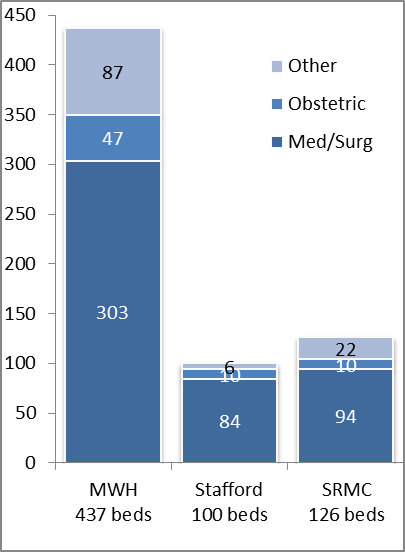 450
400
350
300
250
200
150
100
50
0
Other
Obstetric
Med/Surg
87
47
303
6
10
84
22
10
94
MWH
437 beds
Stafford
100 beds
SRMC
126 beds